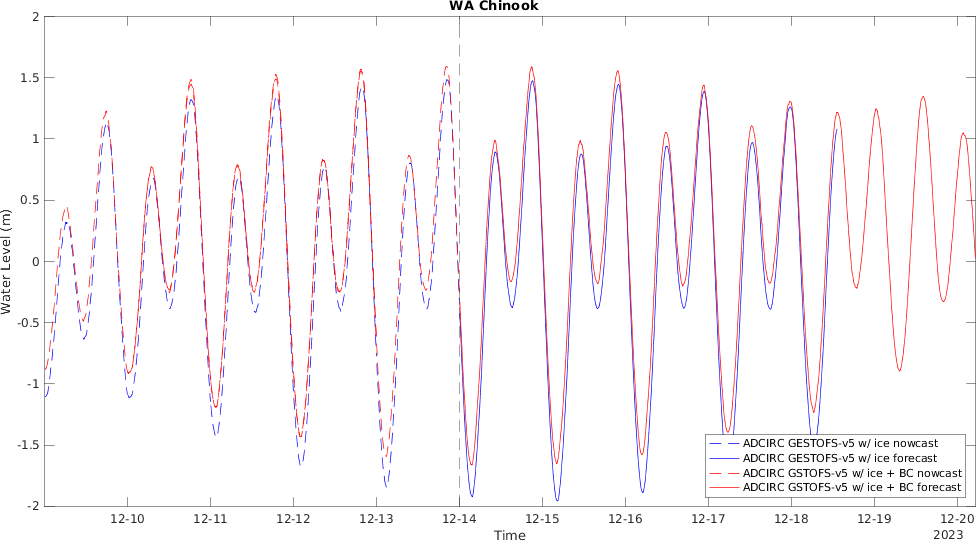 WA Chinook
2
1.5
1
0.5
0
-0.5
-1
-1.5
-2
Water Level (m)
ADCIRC GESTOFS-v5 w/ ice nowcast
ADCIRC GESTOFS-v5 w/ ice forecast
ADCIRC GSTOFS-v5 w/ ice + BC nowcast
ADCIRC GSTOFS-v5 w/ ice + BC forecast
12-10 12-11 12-12 12-13 12-14 12-15 12-16 12-17 12-18 12-19 12-20
Time
2023